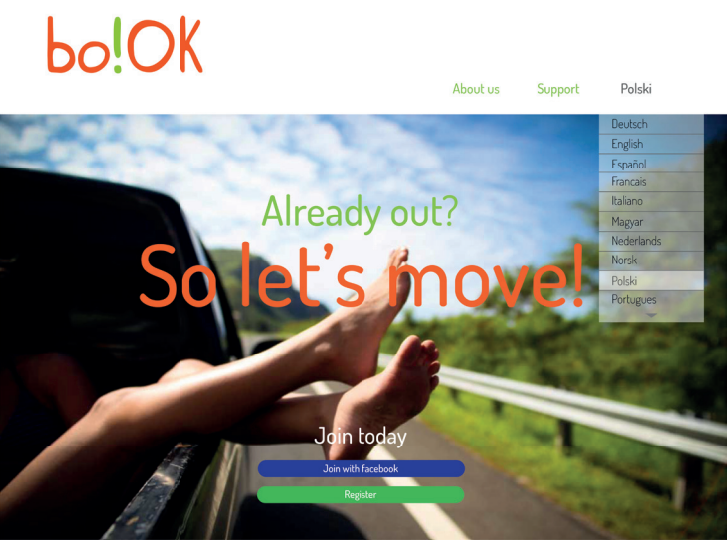 bo!OK
About us Support Polski
Deutsch
English
Español
Francais
Italiano
Magyar
Nederlands
Norsk
Polski
Portugues
Already out?
So let's move!
Join today
Join with facebook
Register